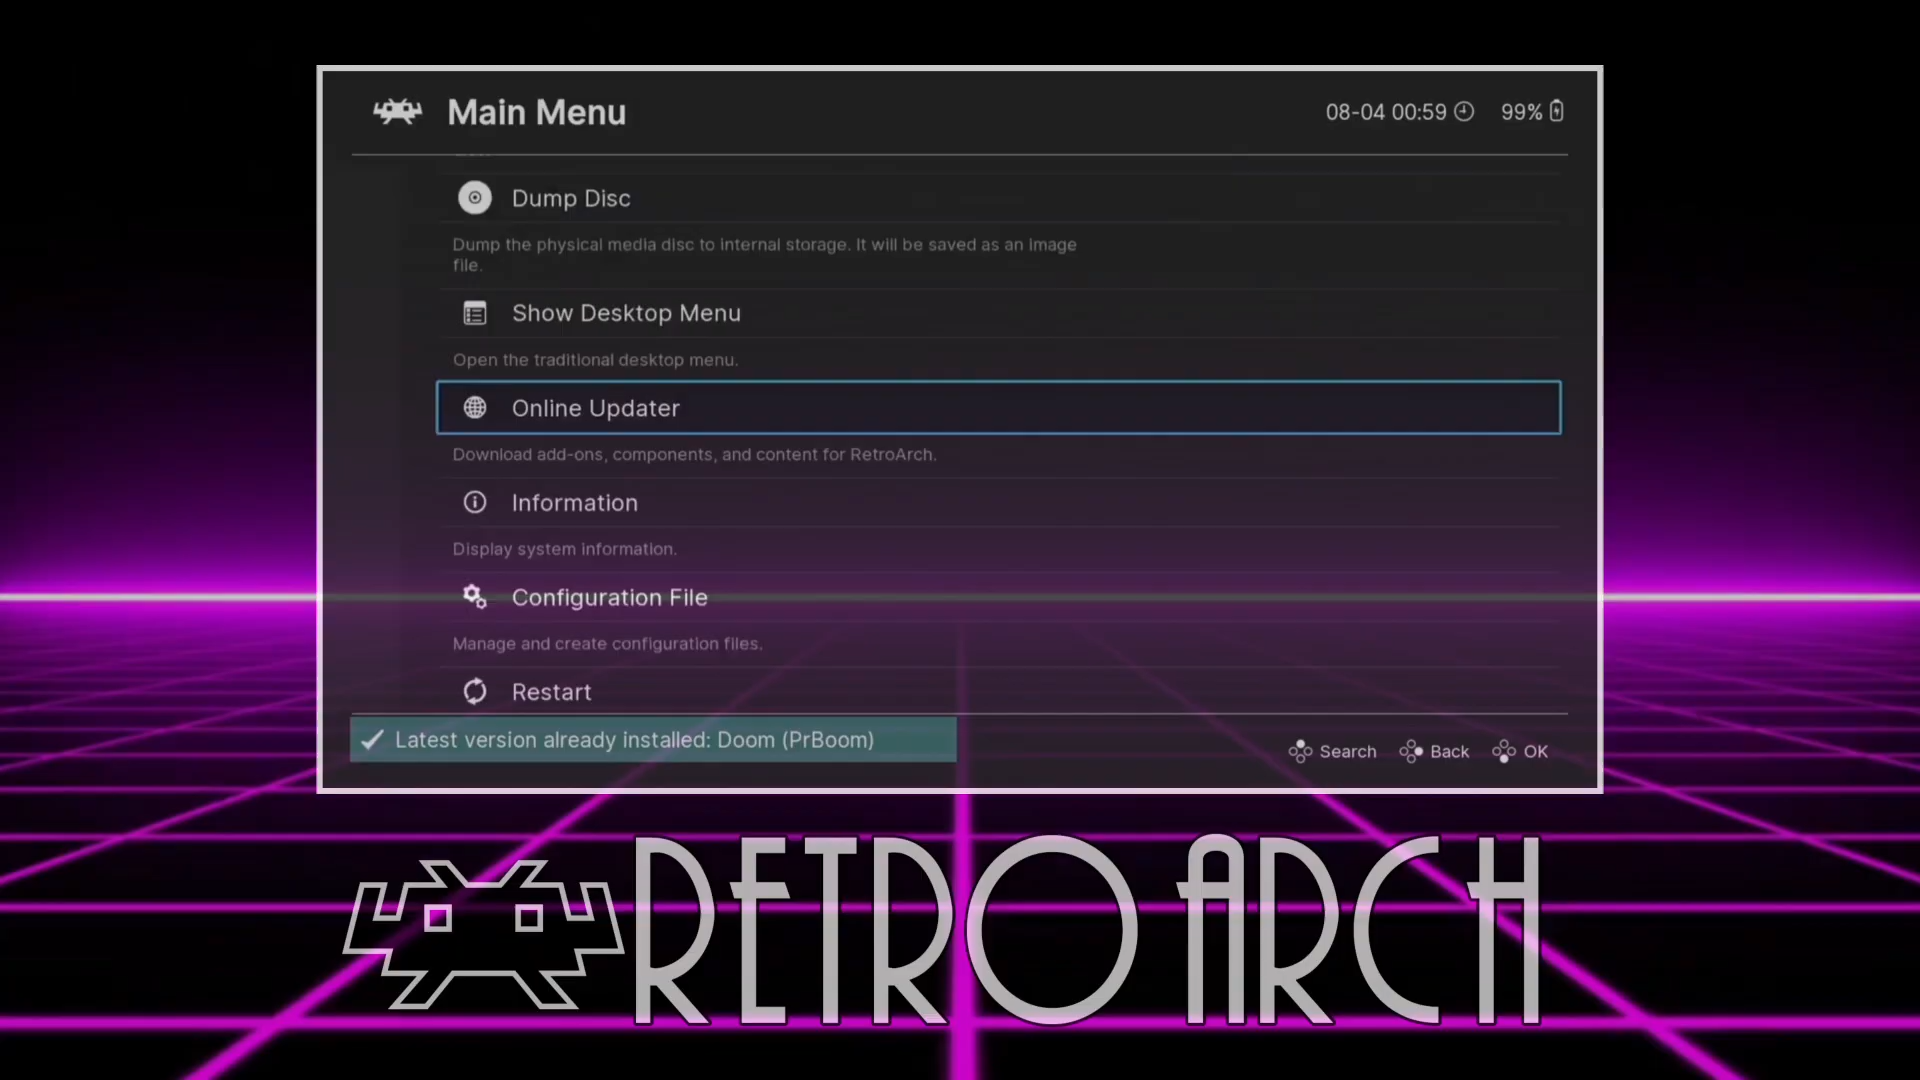 Main Menu
08-04 00:59
99%
Dump Disc
Dump the physical media disc to internal storage. It will be saved as an image
file.
Show Desktop Menu
Open the traditional desktop menu.
Online Updater
Download add-ons, components, and content for RetroArch.
Information
Display system information.
Configuration File
Manage and create configuration files.
Restart
Latest version already installed: Doom (PrBoom)
Search
Back
OK
RETRO ARCH